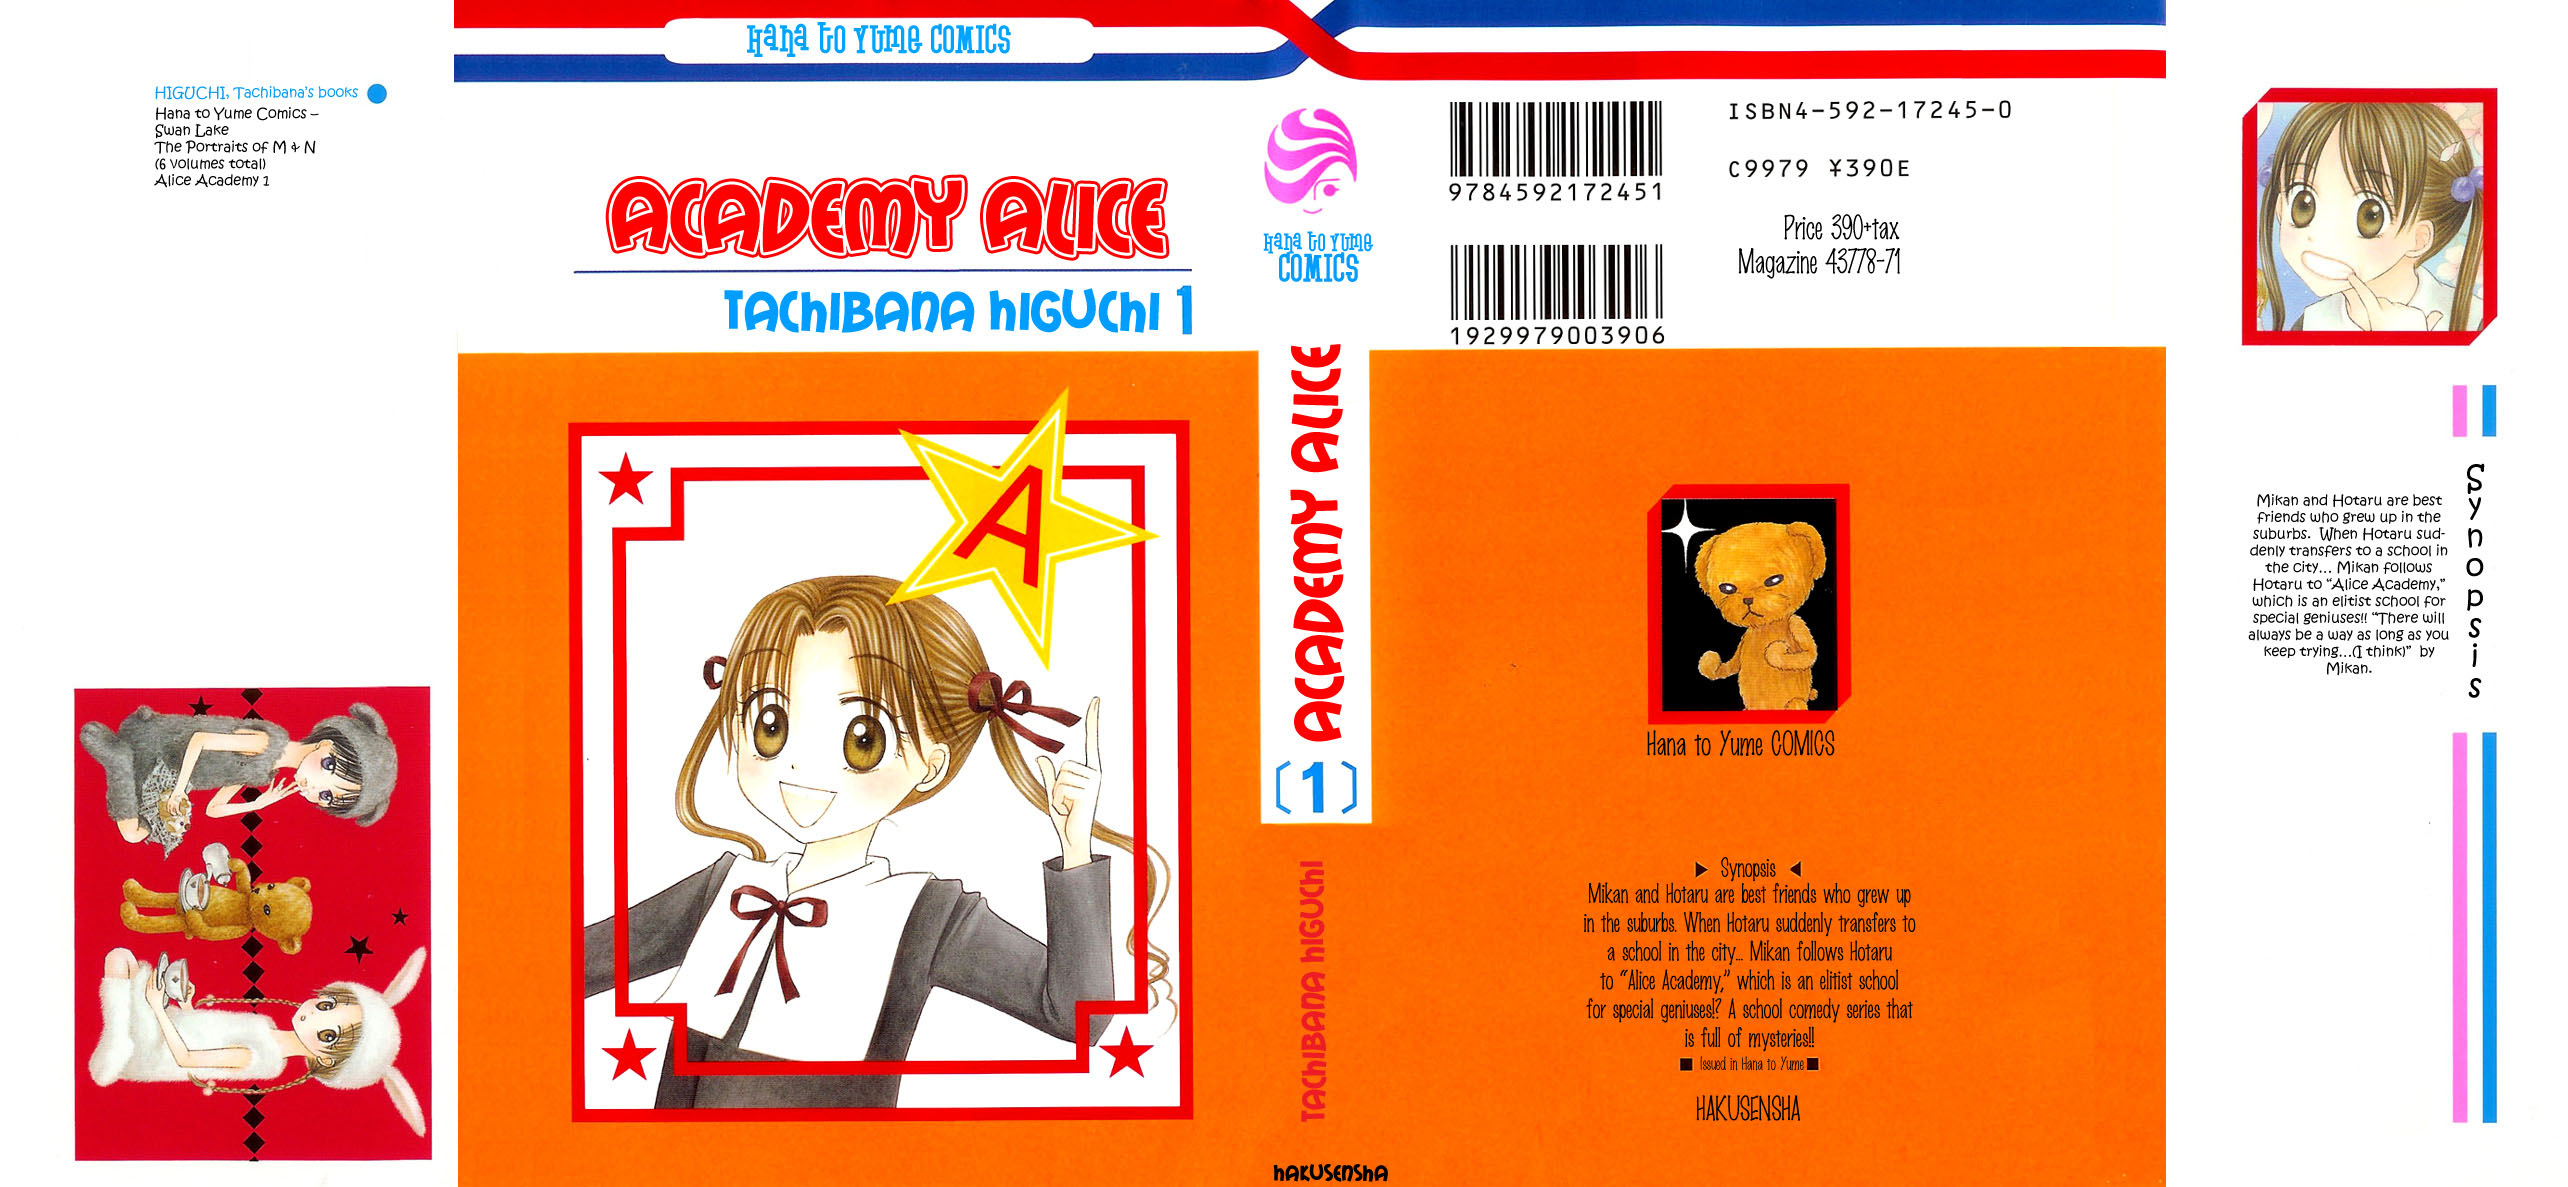 HIGUCHI, Tachibana's books
Hana to Yume Comics –
Swan Lake
The Portraits of M & N
(6 volumes total)
Alice Academy 1
Hana to Yume COMICS
ACADEMY ALICE
TACHIBANA HIGUCHI 1
A
Hana to Yume
COMICS
ACADEMY ALICE
(1)
TACHIBANA HIGUCHI
HAKUSENSHA
9784592172451
1929979003906
ISBN4-592-17245-0
C9979 ¥390E
Price 390+tax
Magazine 43778-71
Hana to Yume COMICS
▶ Synopsis ◀
Mikan and Hotaru are best friends who grew up
in the suburbs. When Hotaru suddenly transfers to
a school in the city... Mikan follows Hotaru
to "Alice Academy," which is an elitist school
for special geniuses!? A school comedy series that
is full of mysteries!!
■ Issued in Hana to Yume ■
HAKUSENSHA
Synopsis
Mikan and Hotaru are best
friends who grew up in the
suburbs. When Hotaru sud-
denly transfers to a school in
the city... Mikan follows
Hotaru to "Alice Academy,"
which is an elitist school for
special geniuses!! "There will
always be a way as long as you
keep trying...(I think)" by
Mikan.